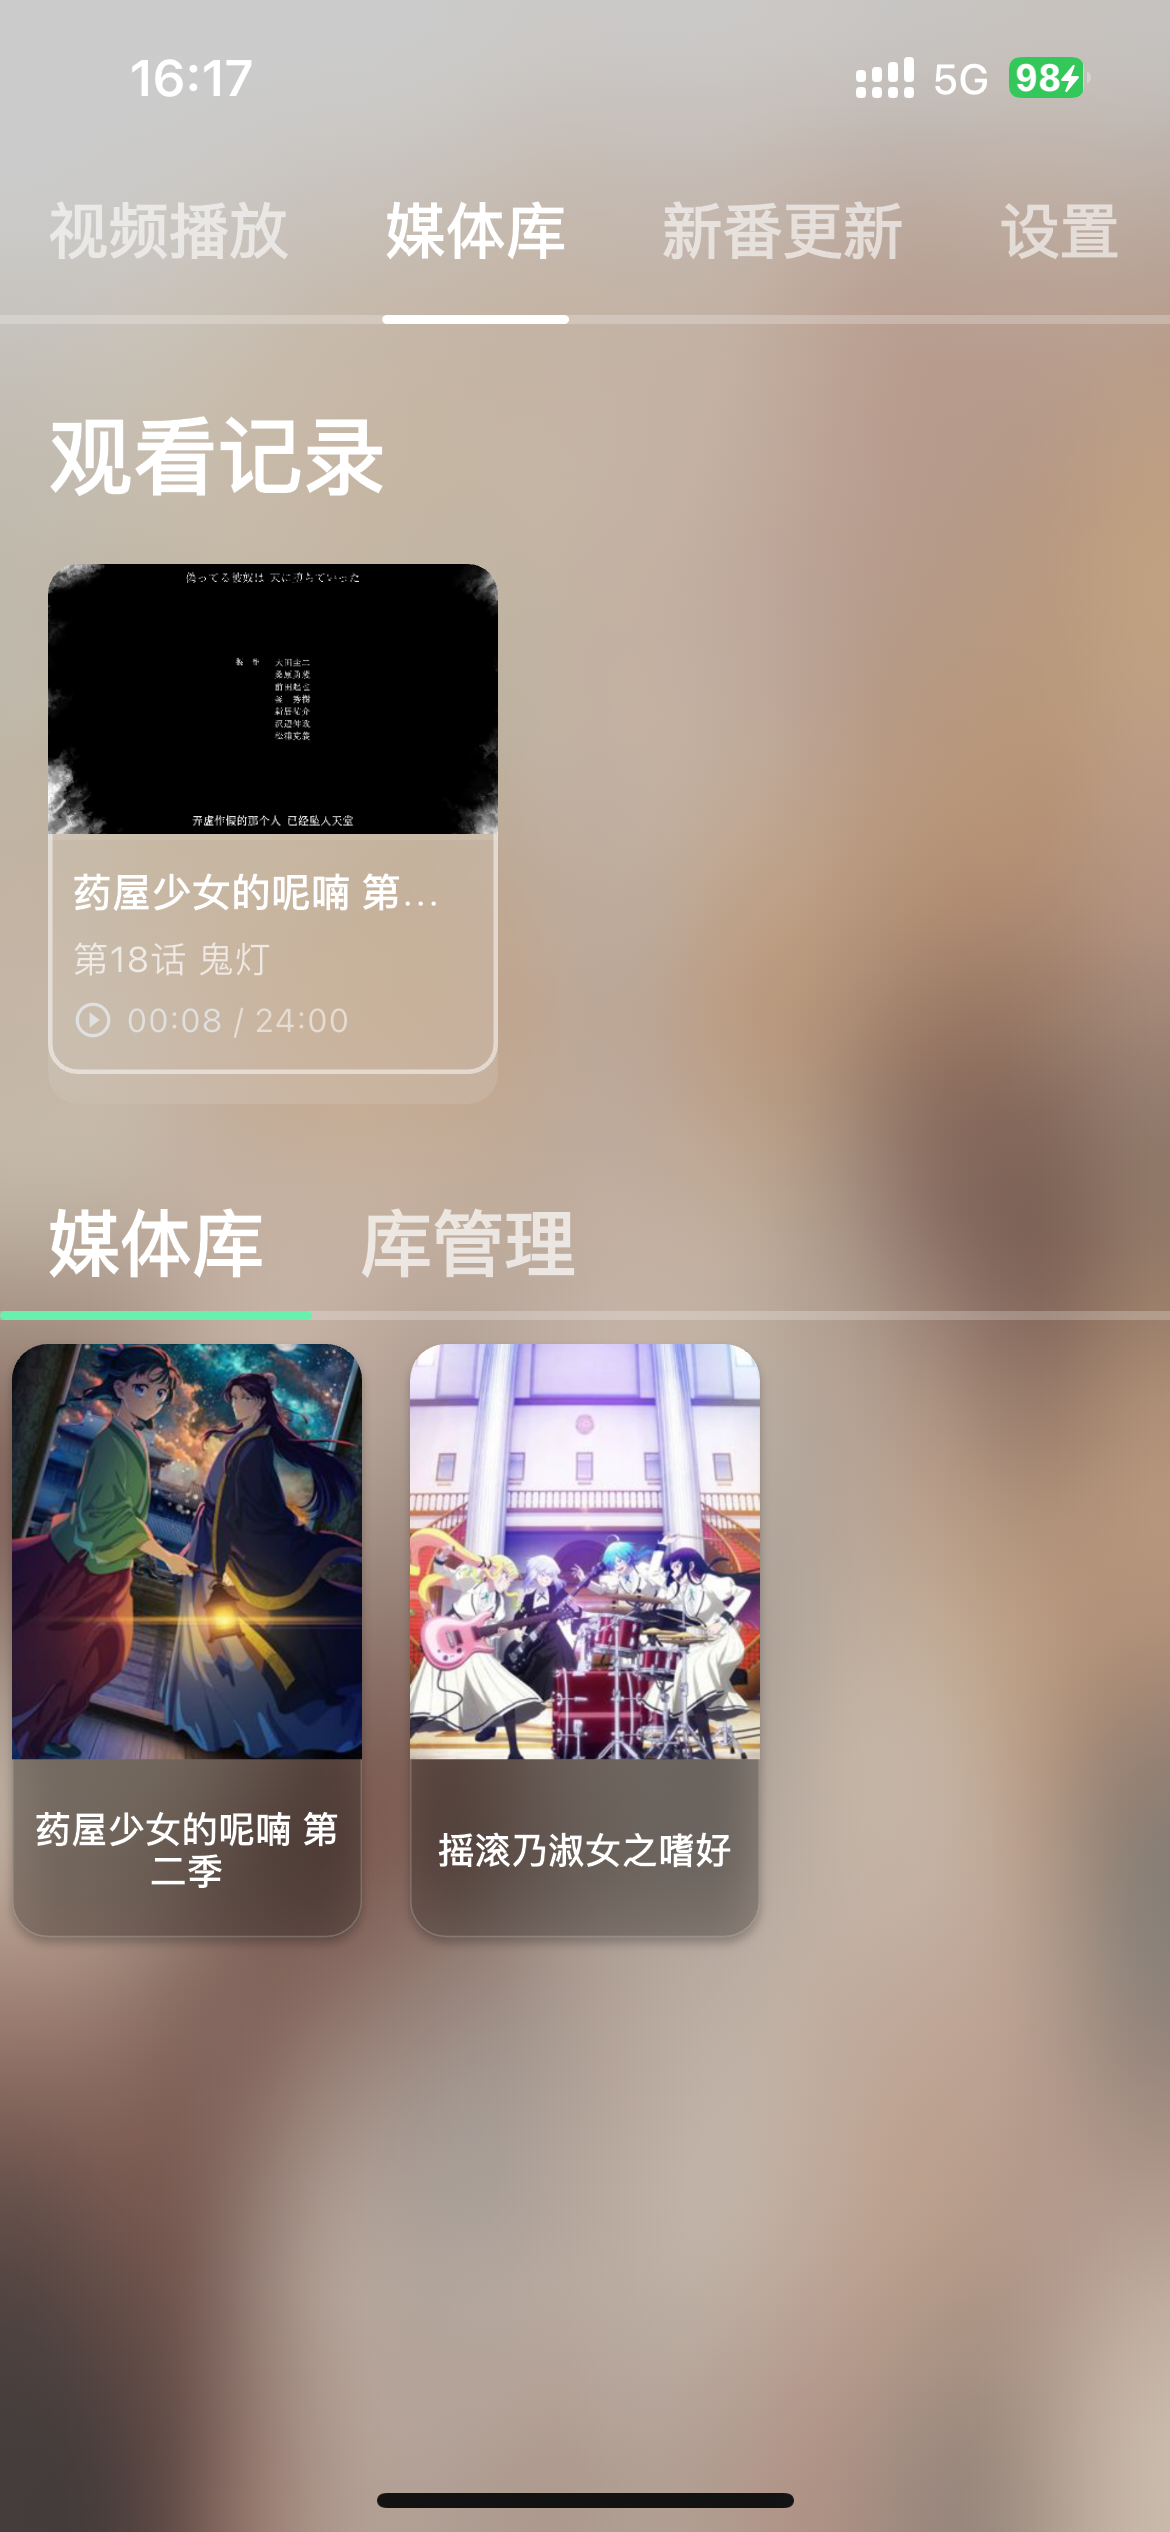 16:17
5G
98
视频播放
媒体库
新番更新
设置
观看记录
弄虚作假的那个人 已经坠入天堂
药屋少女的呢喃 第...
第18话 鬼灯
00:08 / 24:00
媒体库
库管理
药屋少女的呢喃 第
二季
摇滚乃淑女之嗜好